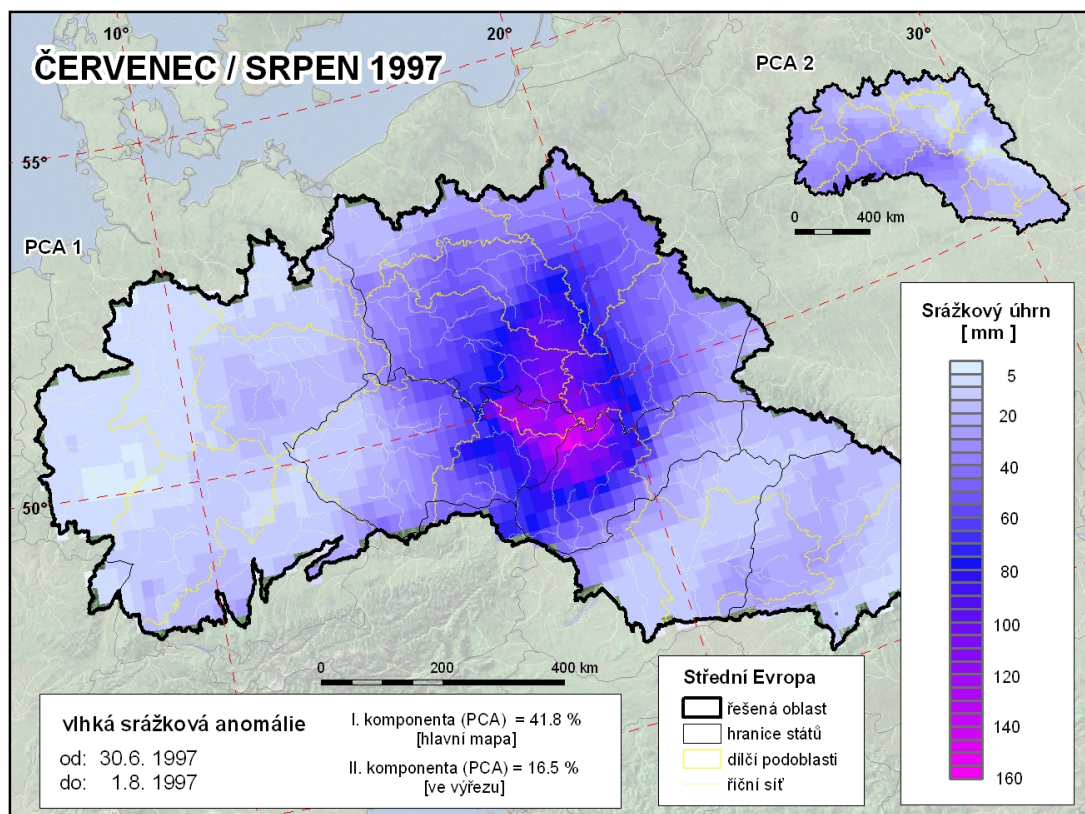 10°
20°
30°
ČERVENEC / SRPEN 1997
PCA 2
55°
0 400 km
PCA 1
Srážkový úhrn
[ mm ]
5
20
40
60
80
100
120
140
160
50°
0 200 400 km
Střední Evropa
řešená oblast
hranice států
dílčí podoblasti
říční síť
vlhká srážková anomálie
od: 30.6. 1997
do: 1.8. 1997
I. komponenta (PCA) = 41.8 %
[hlavní mapa]
II. komponenta (PCA) = 16.5 %
[ve výřezu]